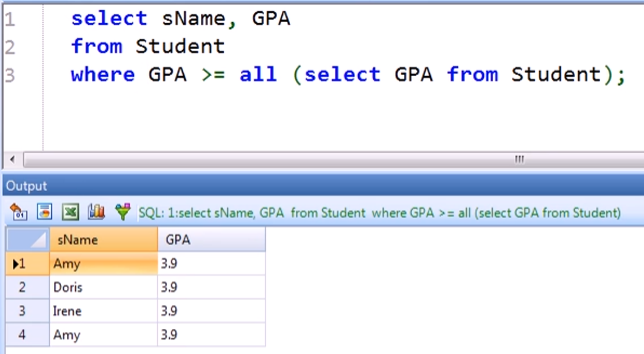 1 select sName, GPA
2 from Student
3 where GPA >= all (select GPA from Student);
Output
SQL: 1:select sName, GPA from Student where GPA >= all (select GPA from Student)
sName GPA
1 Amy 3.9
2 Doris 3.9
3 Irene 3.9
4 Amy 3.9